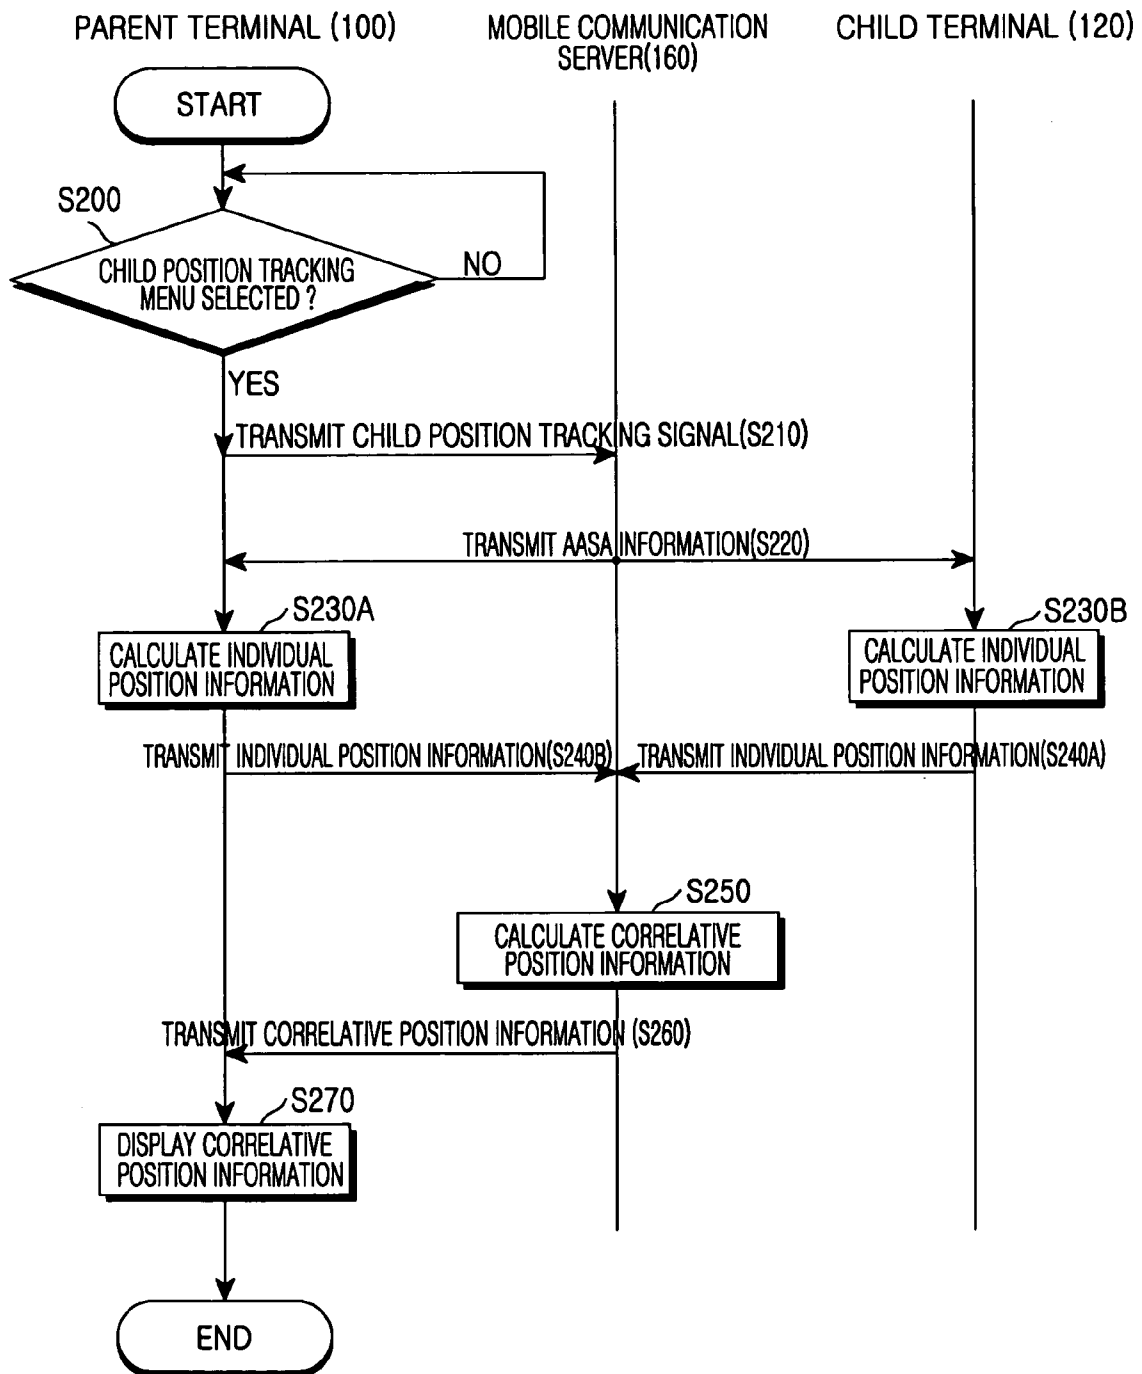 PARENT TERMINAL (100)
MOBILE COMMUNICATION
SERVER(160)
CHILD TERMINAL (120)
START
S200
CHILD POSITION TRACKING
MENU SELECTED ?
NO
YES
TRANSMIT CHILD POSITION TRACKING SIGNAL(S210)
TRANSMIT AASA INFORMATION(S220)
S230A
CALCULATE INDIVIDUAL
POSITION INFORMATION
S230B
CALCULATE INDIVIDUAL
POSITION INFORMATION
TRANSMIT INDIVIDUAL POSITION INFORMATION(S240B)
TRANSMIT INDIVIDUAL POSITION INFORMATION(S240A)
S250
CALCULATE CORRELATIVE
POSITION INFORMATION
TRANSMIT CORRELATIVE POSITION INFORMATION (S260)
S270
DISPLAY CORRELATIVE
POSITION INFORMATION
END